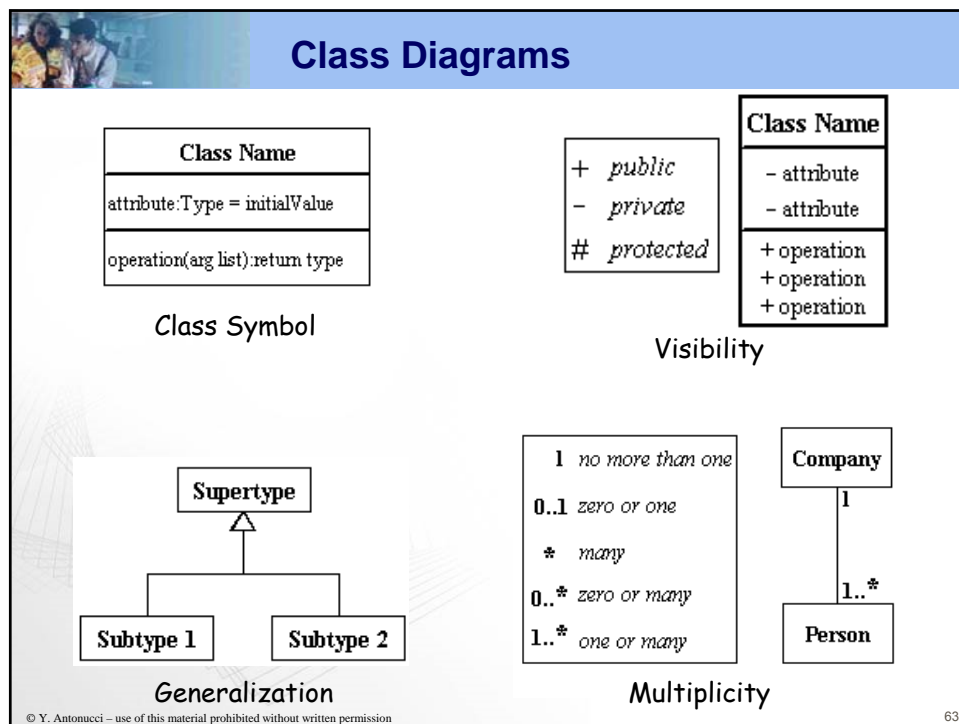 Class Diagrams
Class Name
attribute:Type = initialValue
operation(arg list):return type
Class Symbol
+ public
- private
# protected
Class Name
- attribute
- attribute
+ operation
+ operation
+ operation
Visibility
Supertype
Subtype 1
Subtype 2
Generalization
1 no more than one
0..1 zero or one
* many
0..* zero or many
1..* one or many
Company
1
1..*
Person
Multiplicity
© Y. Antonucci – use of this material prohibited without written permission
63